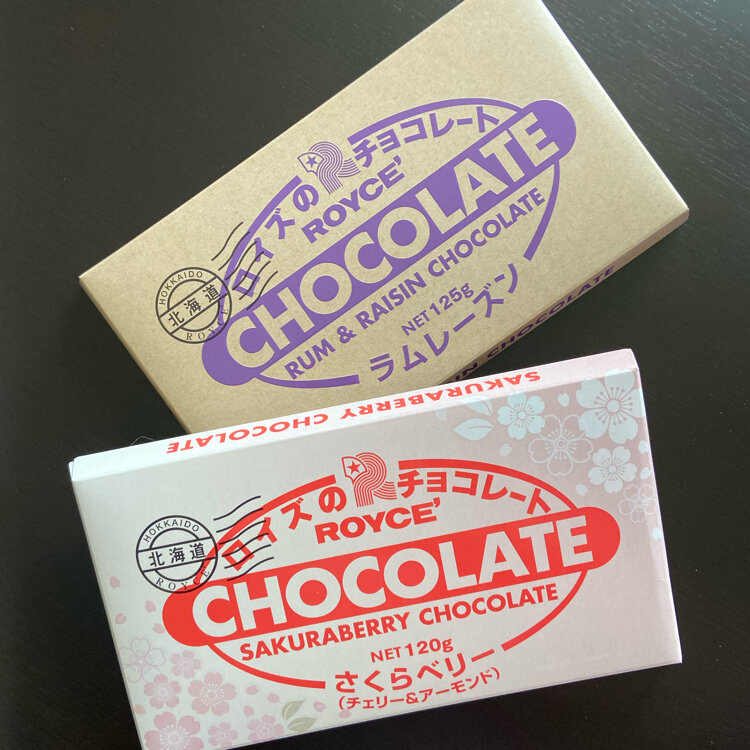 ロイズの R チョコレート
ROYCE'
CHOCOLATE
RUM & RAISIN CHOCOLATE
NET 125g
ラムレーズン
HOKKAIDO
北海道
ROYCE
IN CHOCOLATE
SAKURABERRY CHOCOLATE
ロイズの R チョコレート
ROYCE'
CHOCOLATE
SAKURABERRY CHOCOLATE
NET 120g
さくらベリー
(チェリー&アーモンド)
HOKKAIDO
北海道
ROYCE